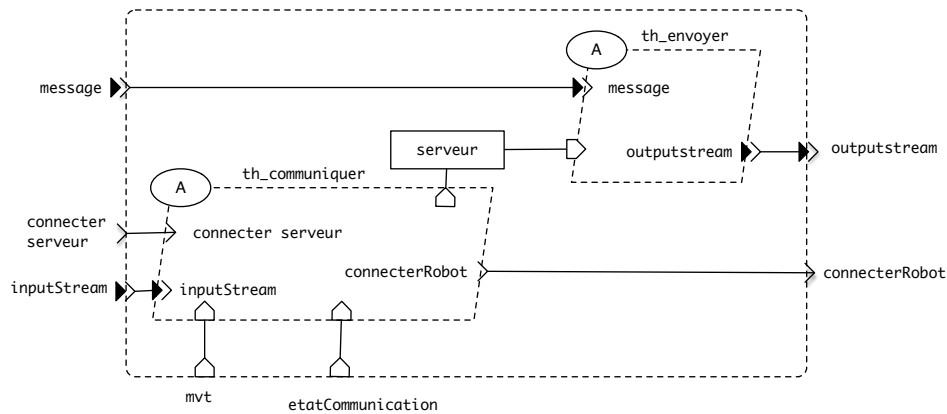 A
th_envoyer
message
message
serveur
outputstream
outputstream
th_communiquer
A
connecter
serveur
connecter serveur
connecterRobot
connecterRobot
inputStream
inputStream
mvt
etatCommunication